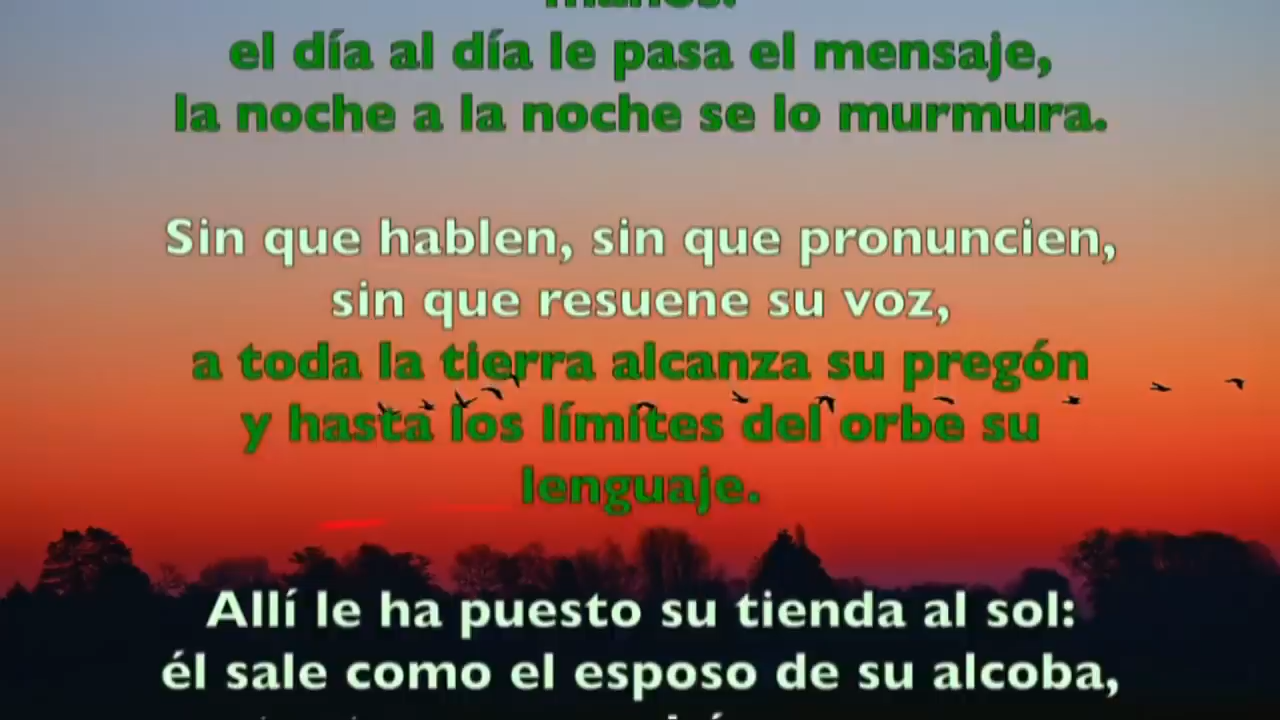 manos:
el día al día le pasa el mensaje,
la noche a la noche se lo murmura.
Sin que hablen, sin que pronuncien,
sin que resuene su voz,
a toda la tierra alcanza su pregón
y hasta los límites del orbe su
lenguaje.
Allí le ha puesto su tienda al sol:
él sale como el esposo de su alcoba,